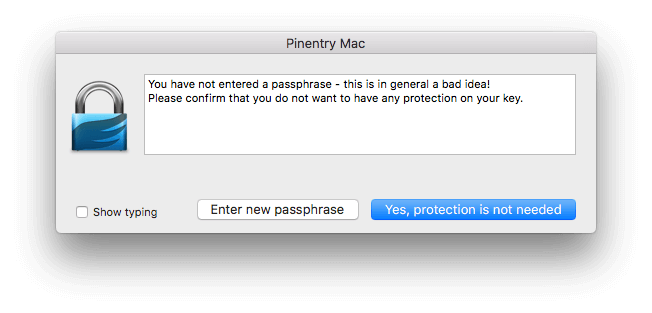 Pinentry Mac
You have not entered a passphrase - this is in general a bad idea!
Please confirm that you do not want to have any protection on your key.
Show typing
Enter new passphrase
Yes, protection is not needed